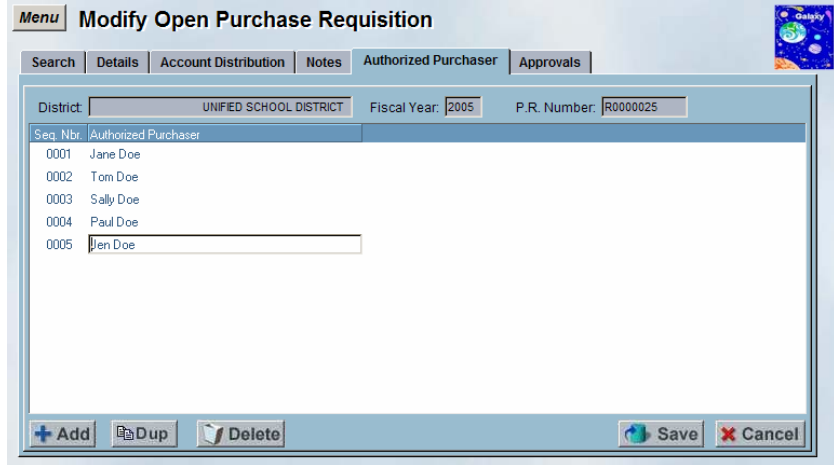 Menu Modify Open Purchase Requisition
Galaxy
Search Details Account Distribution Notes Authorized Purchaser Approvals
District: UNIFIED SCHOOL DISTRICT Fiscal Year: 2005 P.R. Number: R0000025
Seq. Nbr. Authorized Purchaser
0001 Jane Doe
0002 Tom Doe
0003 Sally Doe
0004 Paul Doe
0005 Jen Doe
Add Dup Delete Save Cancel